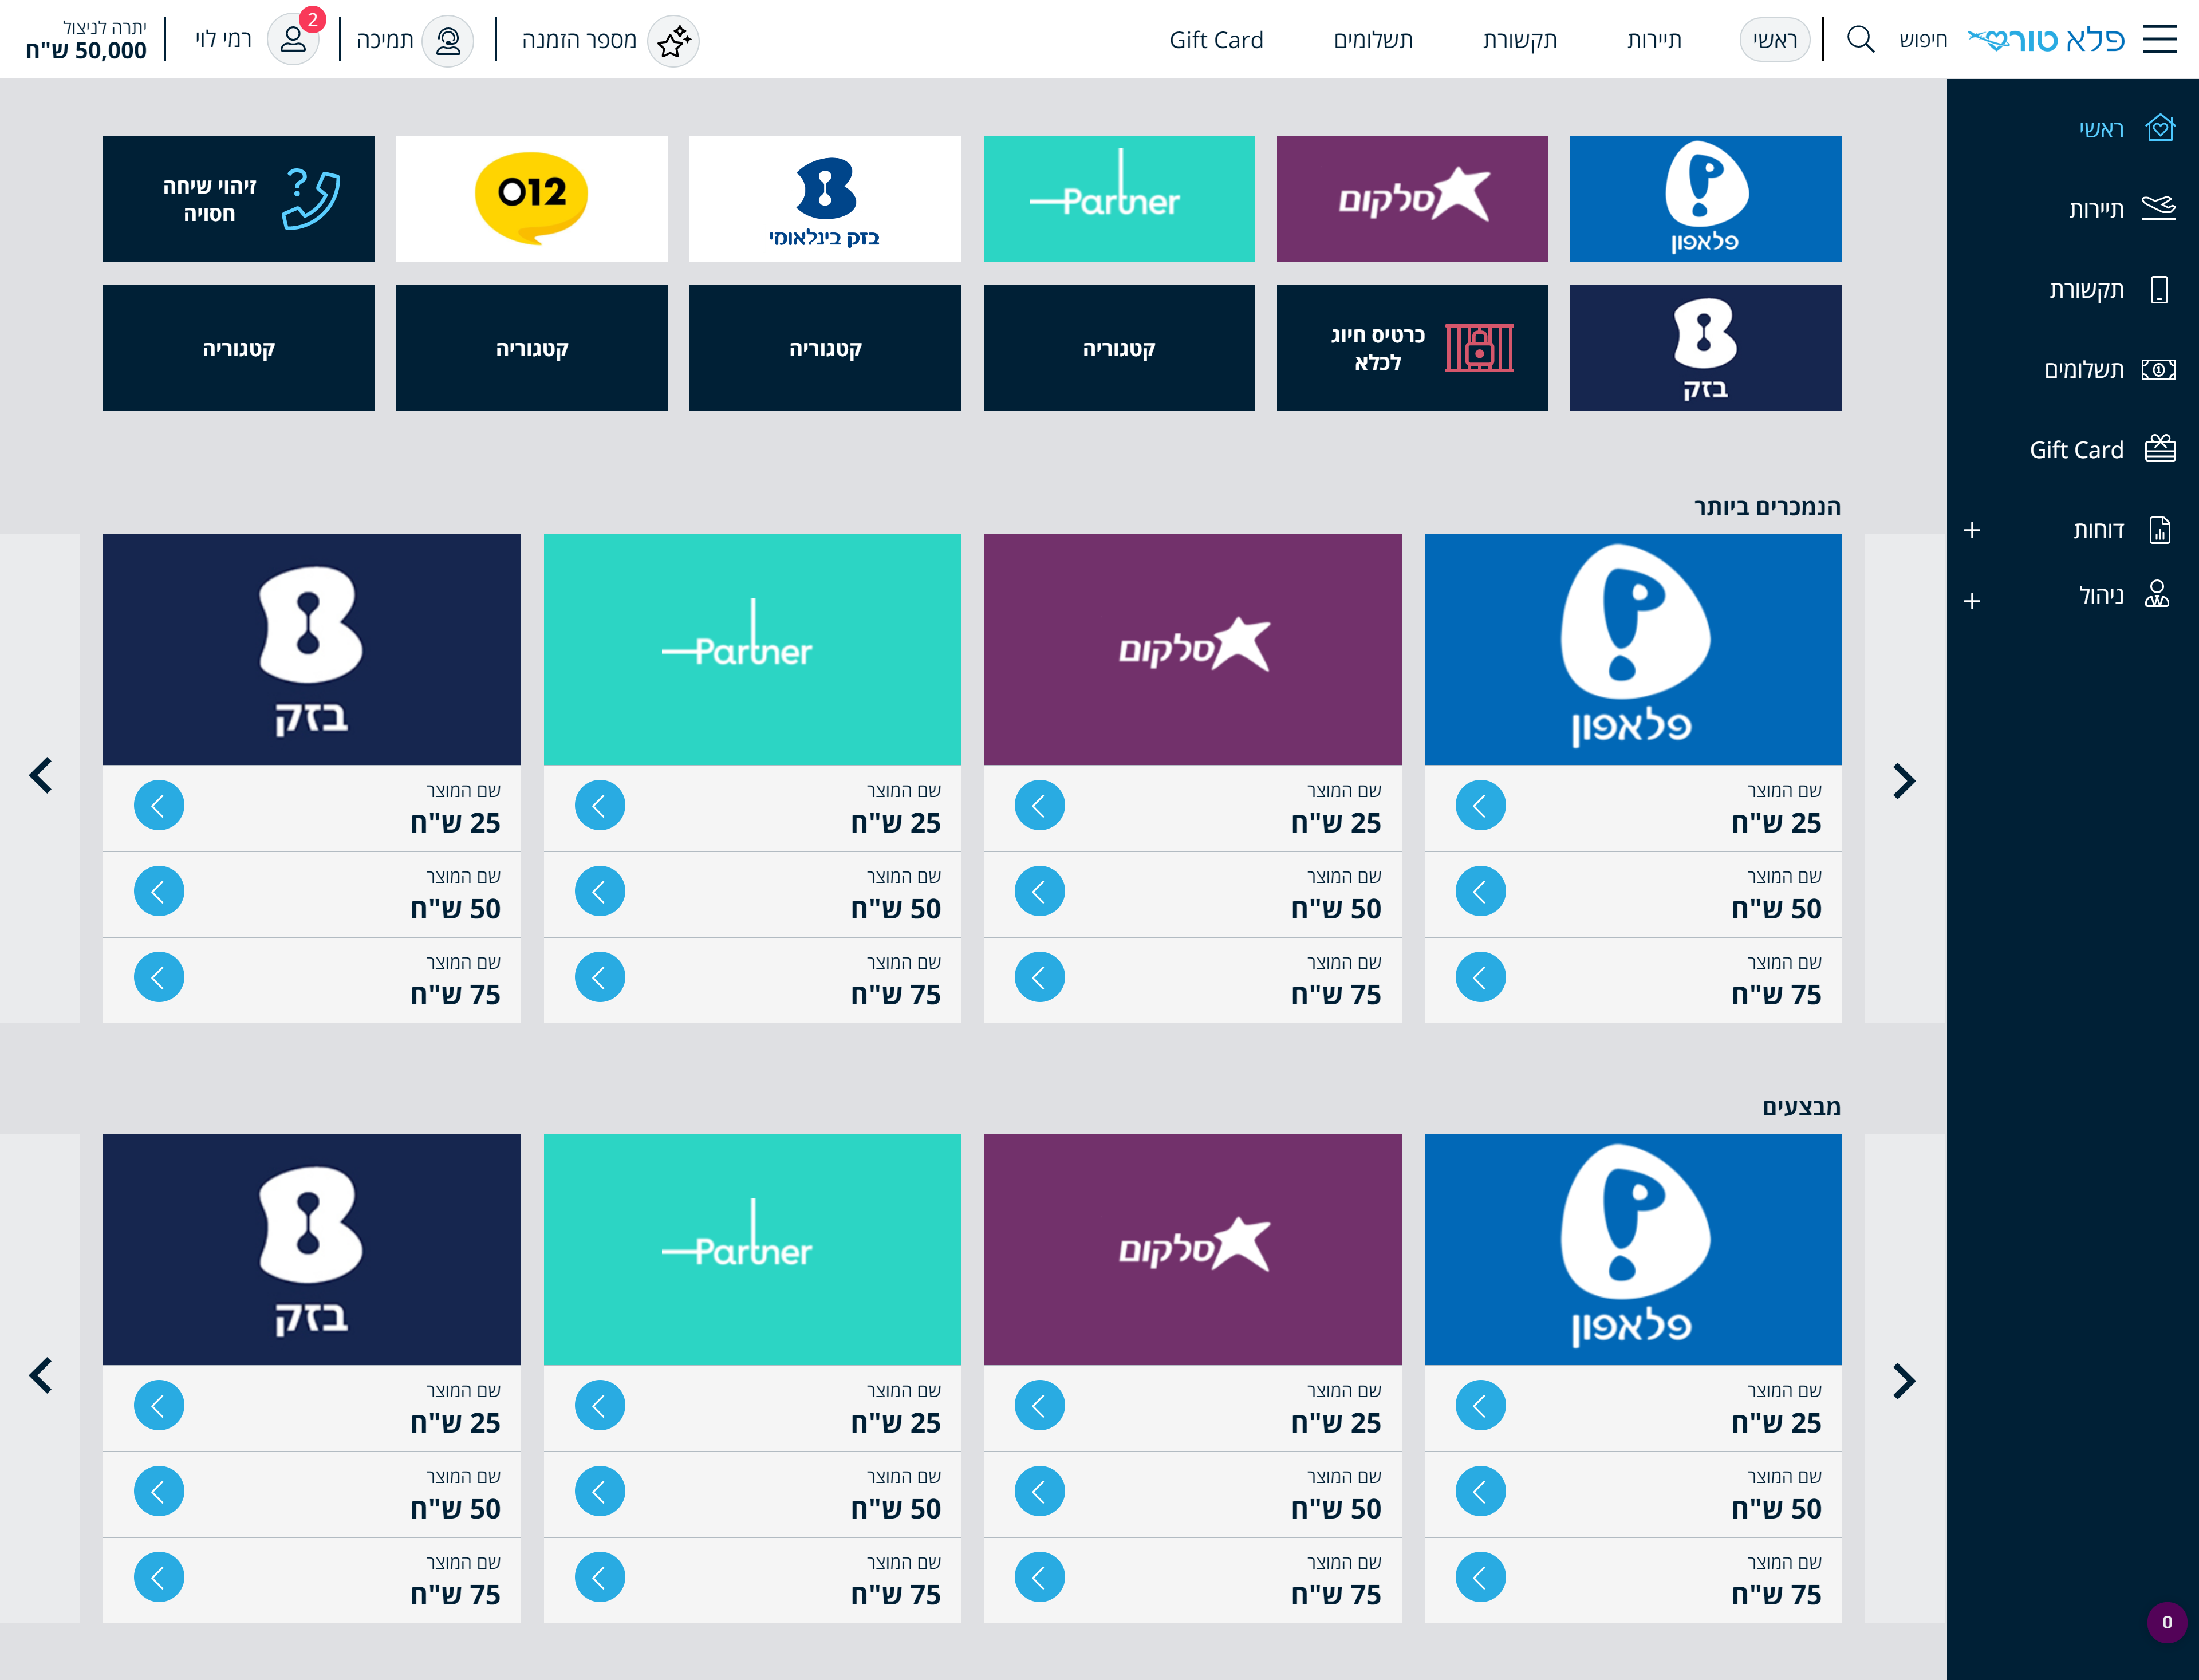 פלא טור
חיפוש
ראשי
תיירות
תקשורת
תשלומים
Gift Card
מספר הזמנה
תמיכה
2
רמי לוי
יתרה לניצול
50,000 ש"ח
ראשי
תיירות
תקשורת
תשלומים
Gift Card
דוחות
ניהול
פלאפון
סלקום
Partner
בזק בינלאומי
012
זיהוי שיחה
חסויה
בזק
כרטיס חיוג
לכלא
קטגוריה
קטגוריה
קטגוריה
קטגוריה
הנמכרים ביותר
פלאפון
שם המוצר
25 ש"ח
שם המוצר
50 ש"ח
שם המוצר
75 ש"ח
סלקום
שם המוצר
25 ש"ח
שם המוצר
50 ש"ח
שם המוצר
75 ש"ח
Partner
שם המוצר
25 ש"ח
שם המוצר
50 ש"ח
שם המוצר
75 ש"ח
בזק
שם המוצר
25 ש"ח
שם המוצר
50 ש"ח
שם המוצר
75 ש"ח
מבצעים
פלאפון
שם המוצר
25 ש"ח
שם המוצר
50 ש"ח
שם המוצר
75 ש"ח
סלקום
שם המוצר
25 ש"ח
שם המוצר
50 ש"ח
שם המוצר
75 ש"ח
Partner
שם המוצר
25 ש"ח
שם המוצר
50 ש"ח
שם המוצר
75 ש"ח
בזק
שם המוצר
25 ש"ח
שם המוצר
50 ש"ח
שם המוצר
75 ש"ח
0